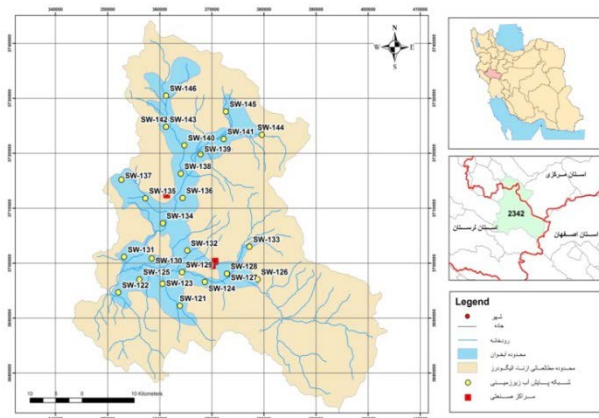 N
W E
S
SW-146
SW-145
SW-142 SW-143
SW-144
SW-141
SW-140
SW-139
SW-138
SW-137
SW-135
SW-136
SW-134
SW-133
SW-132
SW-131
SW-130
SW-129
SW-128
SW-125
SW-127
SW-126
SW-122
SW-123
SW-124
SW-121
10 Kilometers
استان مرکزی
2342
استان لرستان
استان اصفهان
Legend
شهر
جاده
رودخانه
محدوده آبخوان
محدوده مطالعاتی ازنا - الیگودرز
شبکه پایش آب زیرزمینی
مراکز صنعتی